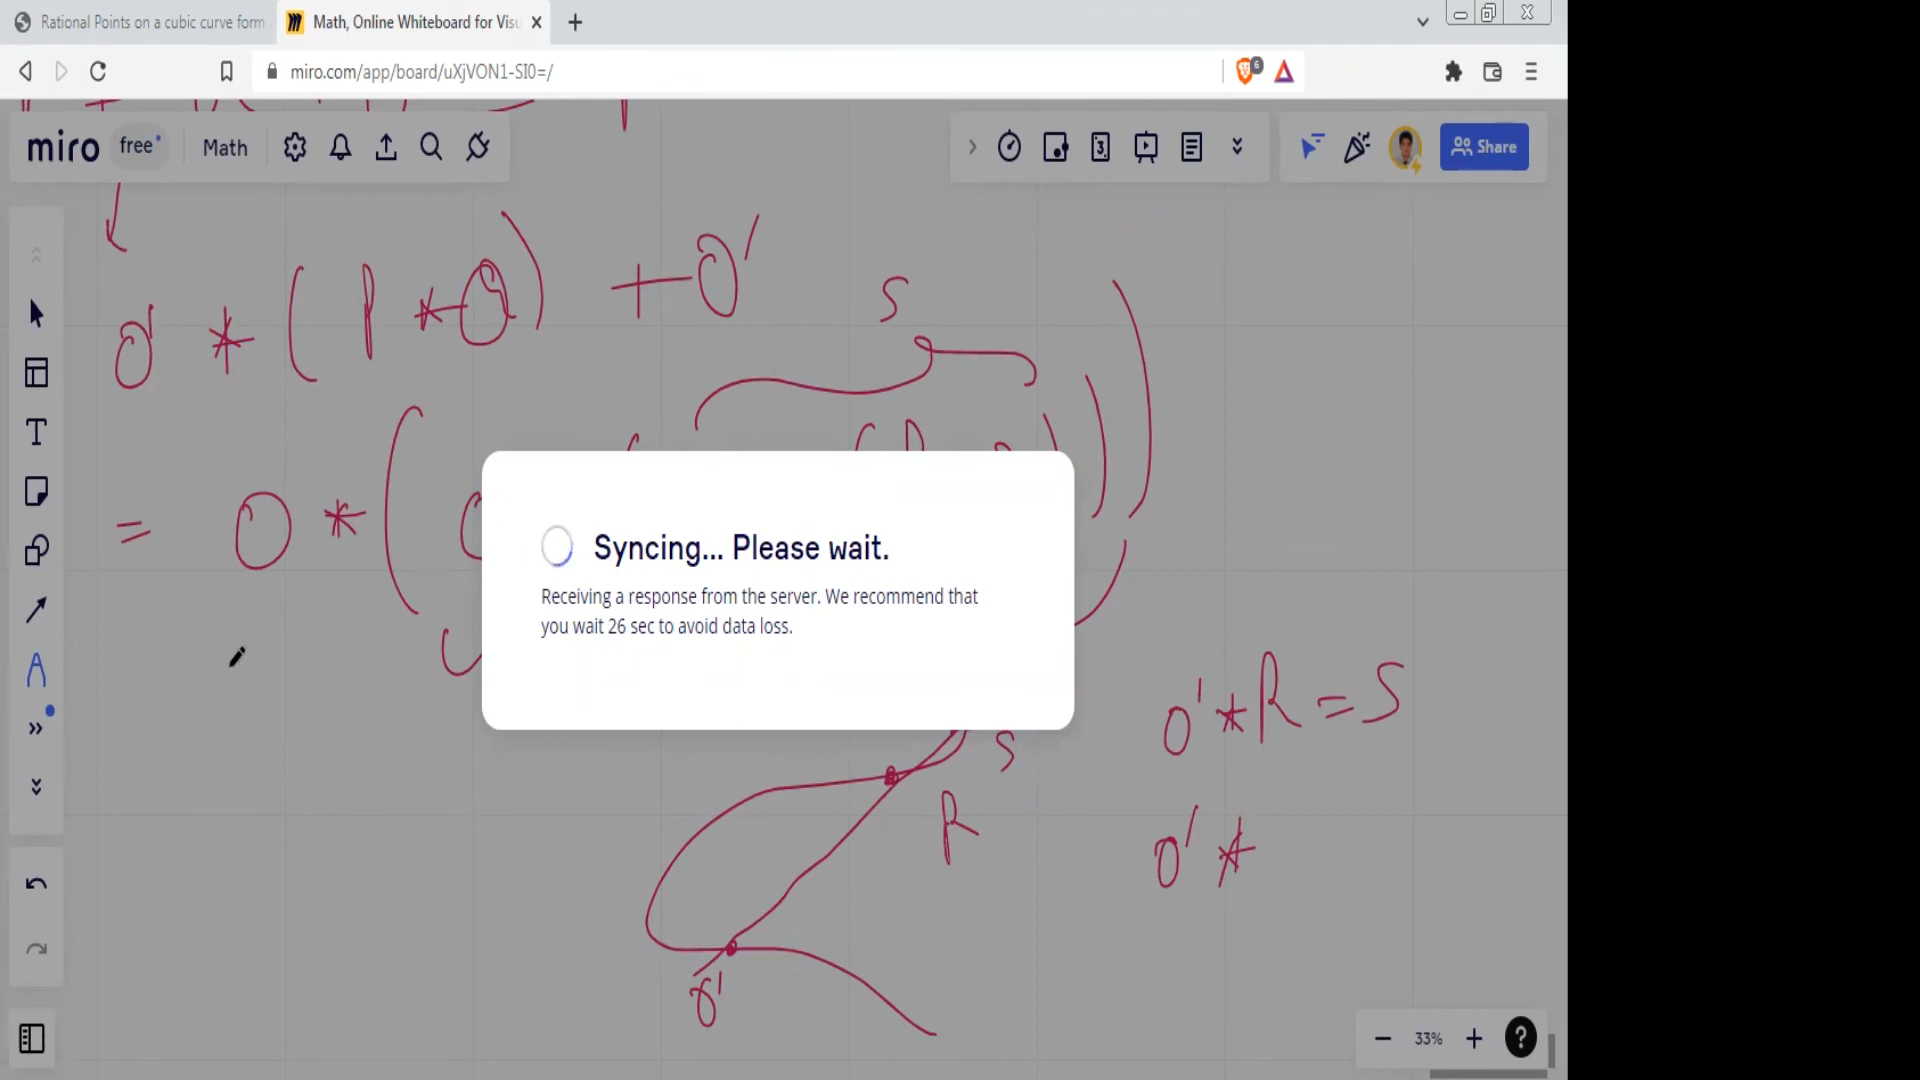 Rational Points on a cubic curve form
Math, Online Whiteboard for Visu
miro.com/app/board/uXjVON1-SI0=/
6
miro free Math
3
Share
O' * (P * Q) + O'
S
= O * (
Syncing... Please wait.
Receiving a response from the server. We recommend that
you wait 26 sec to avoid data loss.
O' * R = S
S
R
O' *
O'
33%
?